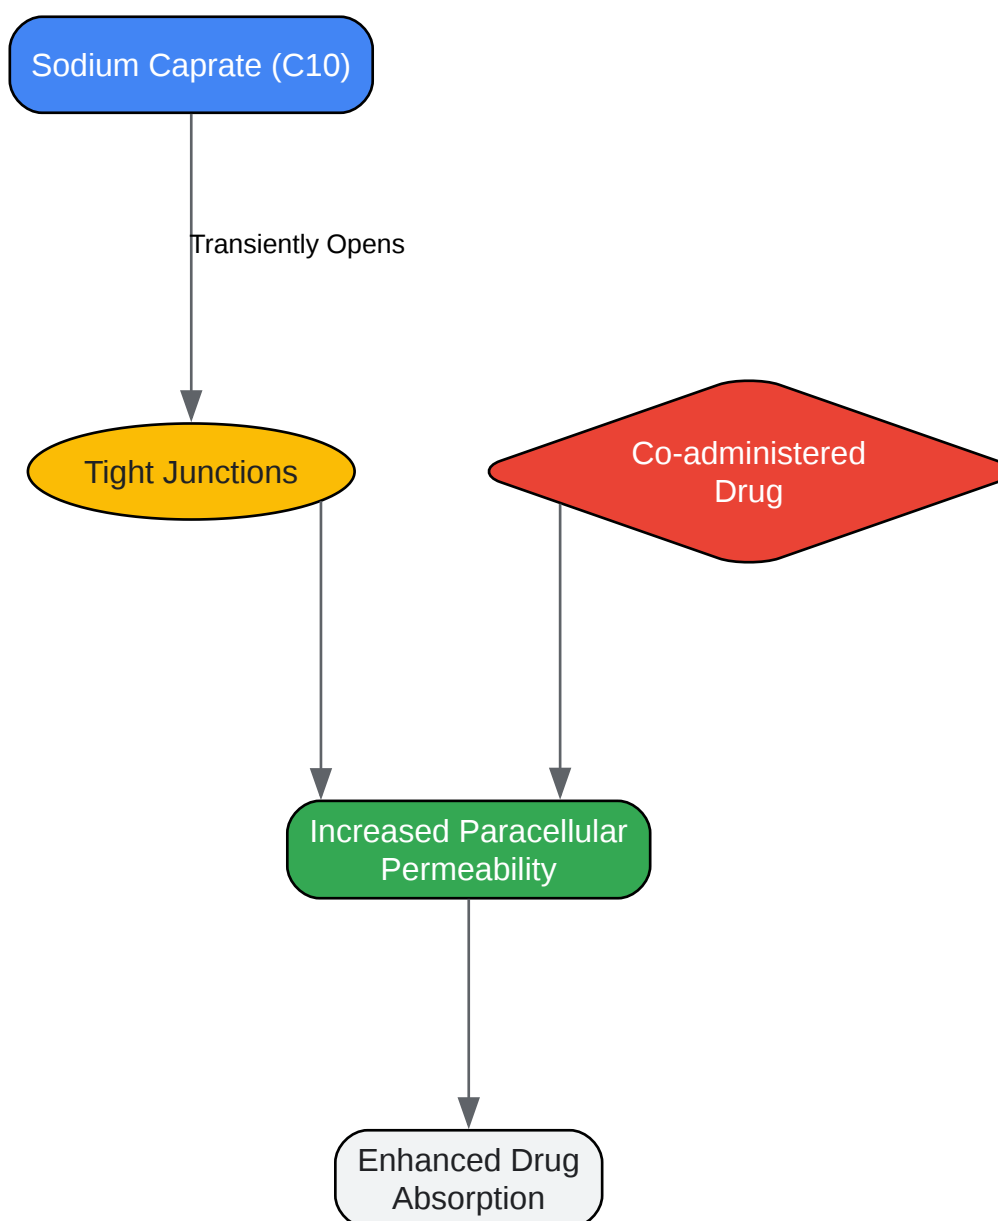 Sodium Caprate (C10)
Transiently Opens
Tight Junctions
Co-administered
Drug
Increased Paracellular
Permeability
Enhanced Drug
Absorption